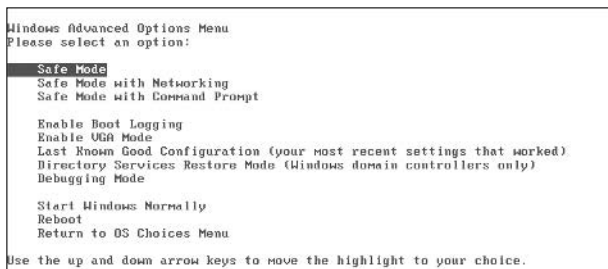 Windows Advanced Options Menu
Please select an option:
Safe Mode
Safe Mode with Networking
Safe Mode with Command Prompt
Enable Boot Logging
Enable VGA Mode
Last Known Good Configuration (your most recent settings that worked)
Directory Services Restore Mode (Windows domain controllers only)
Debugging Mode
Start Windows Normally
Reboot
Return to OS Choices Menu
Use the up and down arrow keys to move the highlight to your choice.